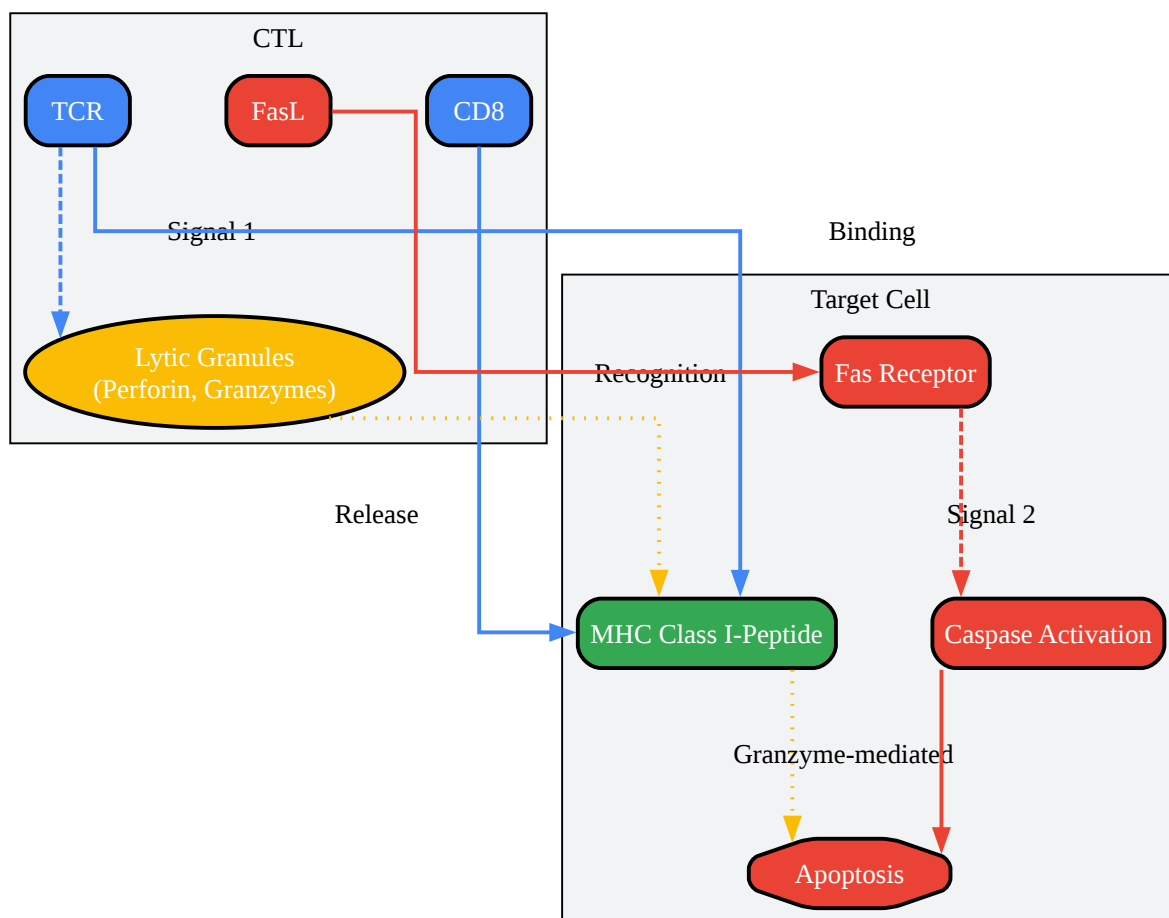 CTL
TCR
FasL
CD8
Signal 1
Binding
Target Cell
Lytic Granules
(Perforin, Granzymes)
Recognition
Fas Receptor
Release
Signal 2
MHC Class I-Peptide
Caspase Activation
Granzyme-mediated
Apoptosis